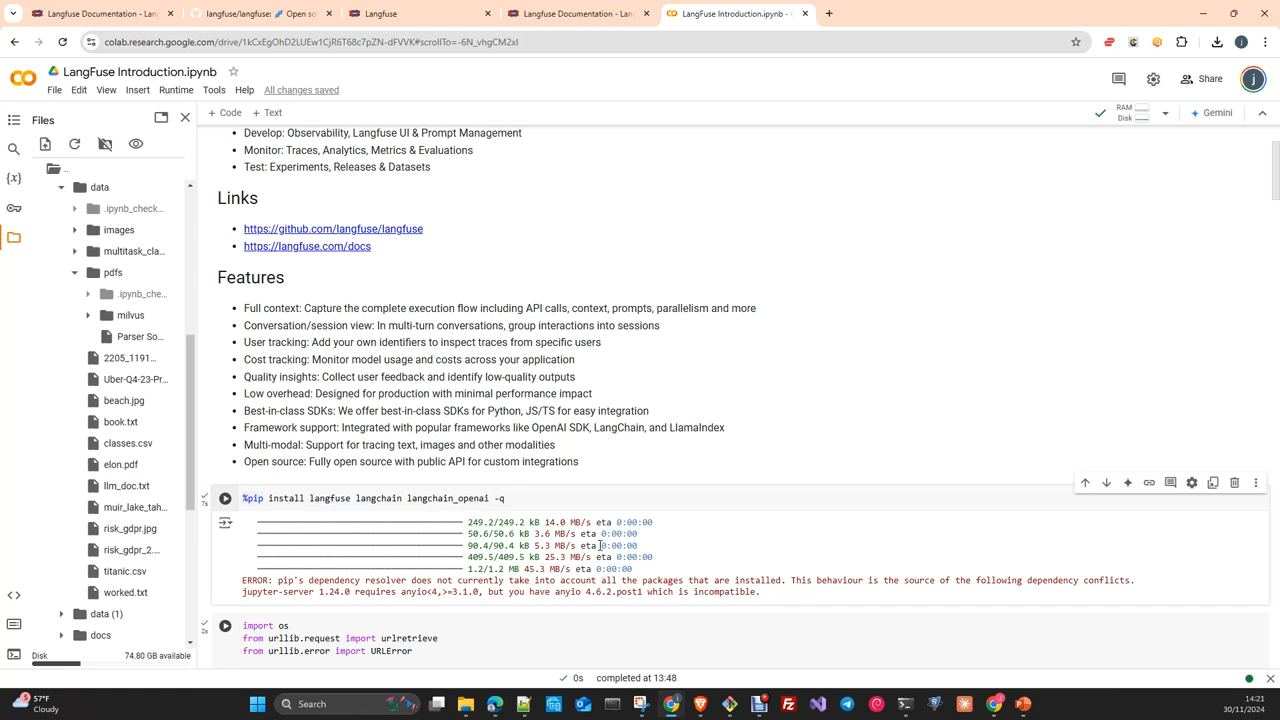 Langfuse Documentation - Lang
langfuse/langfuse: 🪢 Open so
Langfuse
Langfuse Documentation - Lang
LangFuse Introduction.ipynb
colab.research.google.com/drive/1kCxEgOhD2LUEw1CjR6T68c7pZN-dFVVK#scrollTo=-6N_vhgCM2xl
LangFuse Introduction.ipynb
File Edit View Insert Runtime Tools Help All changes saved
Share
j
j
Files
+ Code + Text
RAM
Disk
Gemini
..
data
.ipynb_check...
images
multitask_cla...
pdfs
.ipynb_che...
milvus
Parser So...
2205_1191...
Uber-Q4-23-Pr...
beach.jpg
book.txt
classes.csv
elon.pdf
llm_doc.txt
muir_lake_tah...
risk_gdpr.jpg
risk_gdpr_2....
titanic.csv
worked.txt
data (1)
docs
Disk 74.80 GB available
Develop: Observability, Langfuse UI & Prompt Management
Monitor: Traces, Analytics, Metrics & Evaluations
Test: Experiments, Releases & Datasets
Links
https://github.com/langfuse/langfuse
https://langfuse.com/docs
Features
Full context: Capture the complete execution flow including API calls, context, prompts, parallelism and more
Conversation/session view: In multi-turn conversations, group interactions into sessions
User tracking: Add your own identifiers to inspect traces from specific users
Cost tracking: Monitor model usage and costs across your application
Quality insights: Collect user feedback and identify low-quality outputs
Low overhead: Designed for production with minimal performance impact
Best-in-class SDKs: We offer best-in-class SDKs for Python, JS/TS for easy integration
Framework support: Integrated with popular frameworks like OpenAI SDK, LangChain, and LlamaIndex
Multi-modal: Support for tracing text, images and other modalities
Open source: Fully open source with public API for custom integrations
7s
%pip install langfuse langchain langchain_openai -q
249.2/249.2 kB 14.0 MB/s eta 0:00:00
50.6/50.6 kB 3.6 MB/s eta 0:00:00
90.4/90.4 kB 5.3 MB/s eta 0:00:00
409.5/409.5 kB 25.3 MB/s eta 0:00:00
1.2/1.2 MB 45.3 MB/s eta 0:00:00
ERROR: pip's dependency resolver does not currently take into account all the packages that are installed. This behaviour is the source of the following dependency conflicts.
jupyter-server 1.24.0 requires anyio<4,>=3.1.0, but you have anyio 4.6.2.post1 which is incompatible.
2s
import os
from urllib.request import urlretrieve
from urllib.error import URLError
0s completed at 13:48
57°F
Cloudy
Search
14:21
30/11/2024